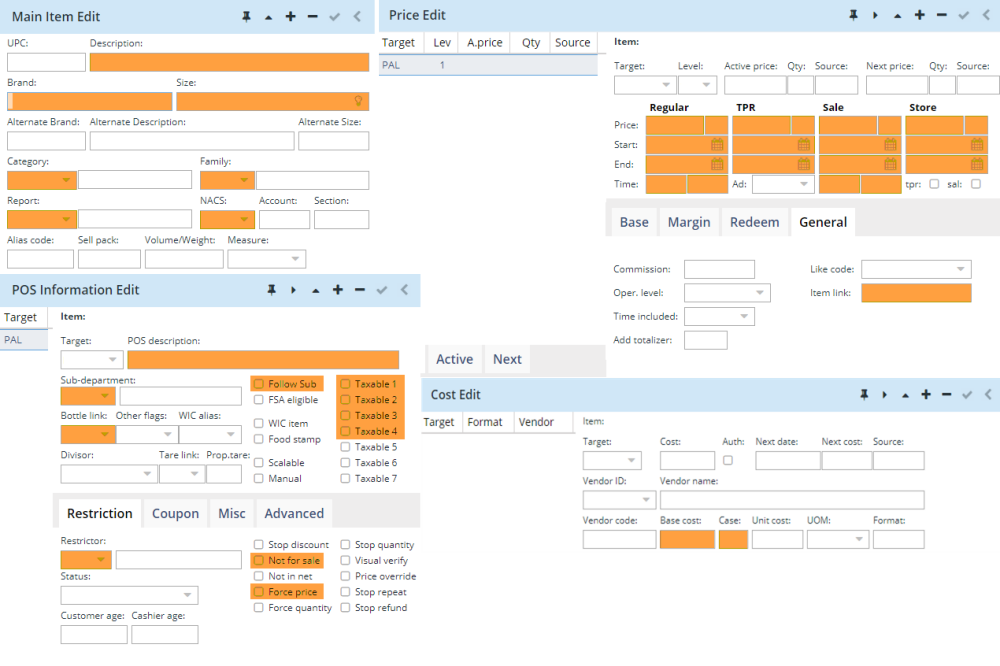 Main Item Edit
UPC: Description:
Brand: Size:
Alternate Brand: Alternate Description: Alternate Size:
Category: Family:
Report: NACS: Account: Section:
Alias code: Sell pack: Volume/Weight: Measure:
Price Edit
Target Lev A.price Qty Source
PAL 1
Item:
Target: Level: Active price: Qty: Source: Next price: Qty: Source:
Regular TPR Sale Store
Price:
Start:
End:
Time: Ad: tpr: sal:
Base Margin Redeem General
Commission: Like code:
Oper. level: Item link:
Time included:
Add totalizer:
Active Next
POS Information Edit
Target
PAL
Item:
Target: POS description:
Sub-department: Follow Sub Taxable 1
FSA eligible Taxable 2
Bottle link: Other flags: WIC alias: WIC item Taxable 3
Food stamp Taxable 4
Divisor: Tare link: Prop.tare: Taxable 5
Scalable Taxable 6
Manual Taxable 7
Restriction Coupon Misc Advanced
Restrictor: Stop discount Stop quantity
Not for sale Visual verify
Status: Not in net Price override
Force price Stop repeat
Customer age: Cashier age: Force quantity Stop refund
Cost Edit
Target Format Vendor
Item:
Target: Cost: Auth: Next date: Next cost: Source:
Vendor ID: Vendor name:
Vendor code: Base cost: Case: Unit cost: UOM: Format: